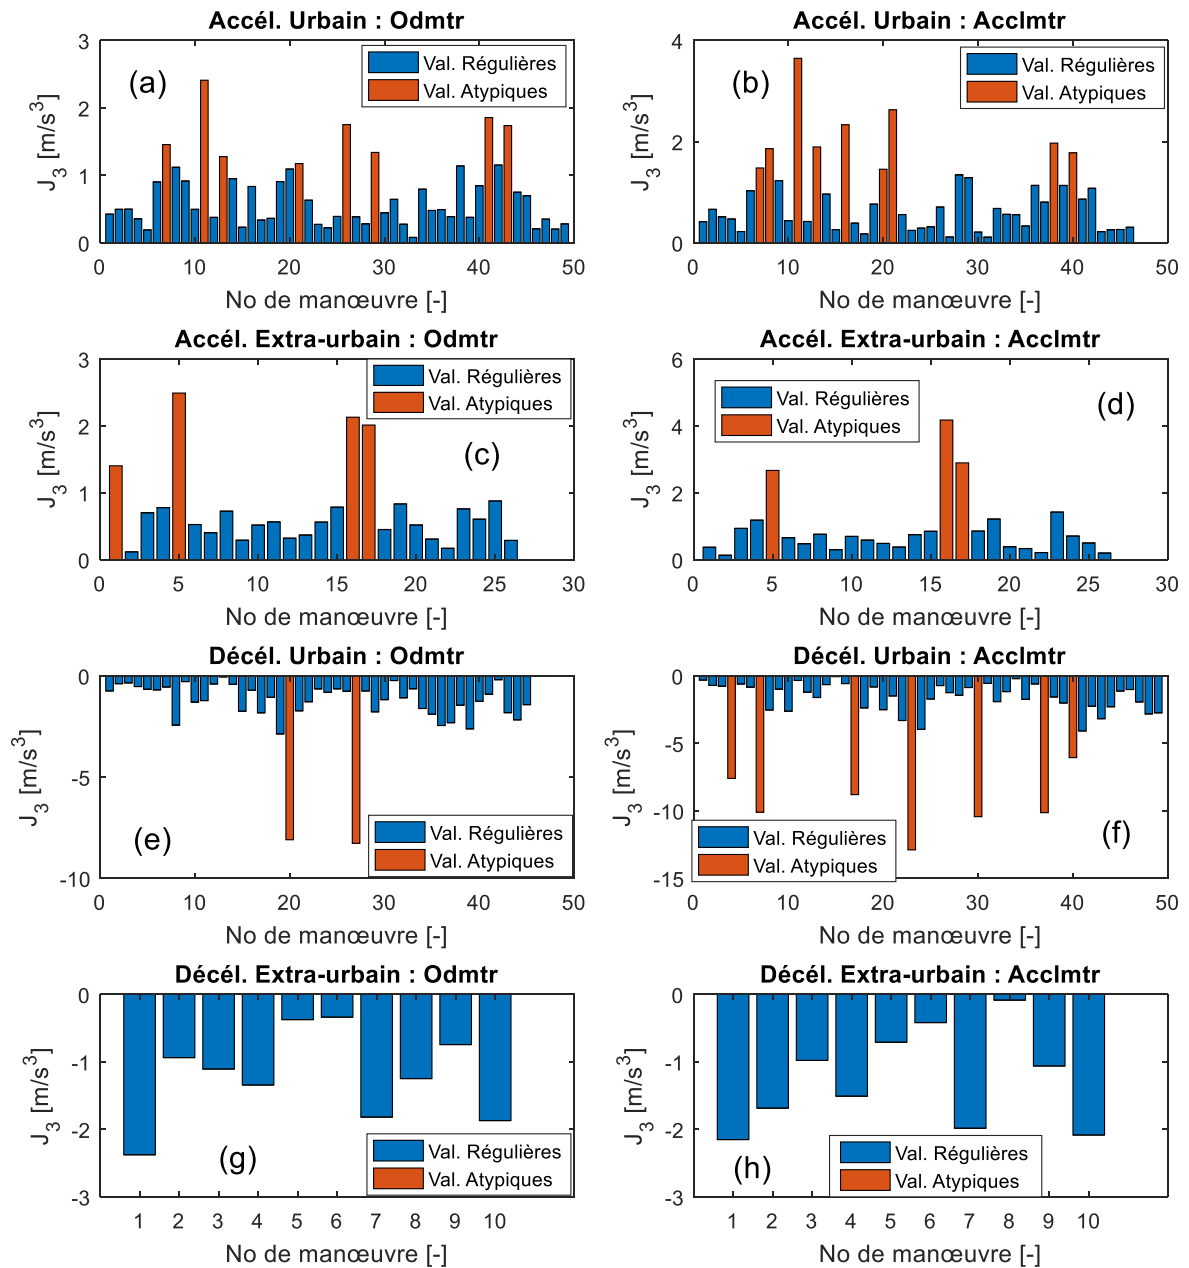 Accél. Urbain : Odmtr
J3 [m/s3]
3
2
1
0
(a)
Val. Régulières
Val. Atypiques
0 10 20 30 40 50
No de manœuvre [-]
Accél. Urbain : Acclmtr
J3 [m/s3]
4
2
0
(b)
Val. Régulières
Val. Atypiques
0 10 20 30 40 50
No de manœuvre [-]
Accél. Extra-urbain : Odmtr
J3 [m/s3]
3
2
1
0
Val. Régulières
Val. Atypiques
(c)
0 5 10 15 20 25 30
No de manœuvre [-]
Accél. Extra-urbain : Acclmtr
J3 [m/s3]
6
4
2
0
Val. Régulières
Val. Atypiques
(d)
0 5 10 15 20 25 30
No de manœuvre [-]
Décél. Urbain : Odmtr
J3 [m/s3]
0
-5
-10
(e)
Val. Régulières
Val. Atypiques
0 10 20 30 40 50
No de manœuvre [-]
Décél. Urbain : Acclmtr
J3 [m/s3]
0
-5
-10
-15
Val. Régulières
Val. Atypiques
(f)
0 10 20 30 40 50
No de manœuvre [-]
Décél. Extra-urbain : Odmtr
J3 [m/s3]
0
-1
-2
-3
(g)
Val. Régulières
Val. Atypiques
1 2 3 4 5 6 7 8 9 10
No de manœuvre [-]
Décél. Extra-urbain : Acclmtr
J3 [m/s3]
0
-1
-2
-3
(h)
Val. Régulières
Val. Atypiques
1 2 3 4 5 6 7 8 9 10
No de manœuvre [-]